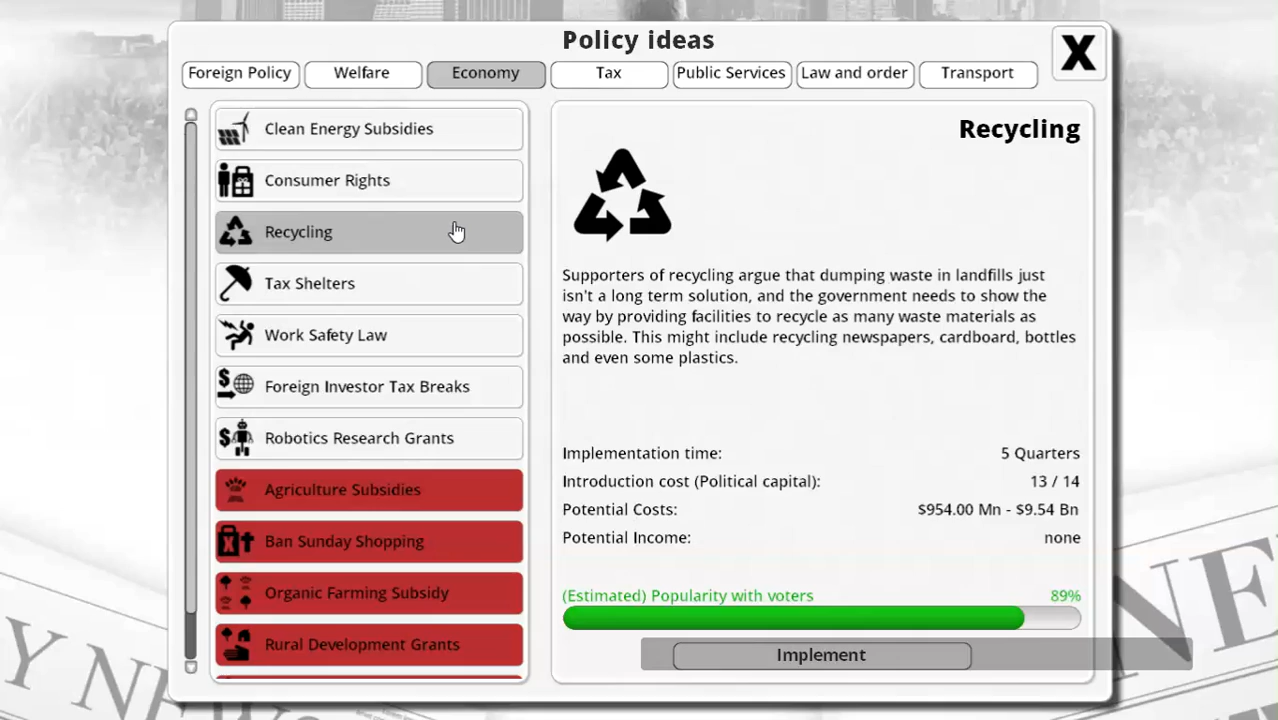 Policy ideas
X
Foreign Policy
Welfare
Economy
Tax
Public Services
Law and order
Transport
Clean Energy Subsidies
Consumer Rights
Recycling
Tax Shelters
Work Safety Law
Foreign Investor Tax Breaks
Robotics Research Grants
Agriculture Subsidies
Ban Sunday Shopping
Organic Farming Subsidy
Rural Development Grants
Recycling
Supporters of recycling argue that dumping waste in landfills just
isn't a long term solution, and the government needs to show the
way by providing facilities to recycle as many waste materials as
possible. This might include recycling newspapers, cardboard, bottles
and even some plastics.
Implementation time: 5 Quarters
Introduction cost (Political capital): 13 / 14
Potential Costs: $954.00 Mn - $9.54 Bn
Potential Income: none
(Estimated) Popularity with voters 89%
Implement